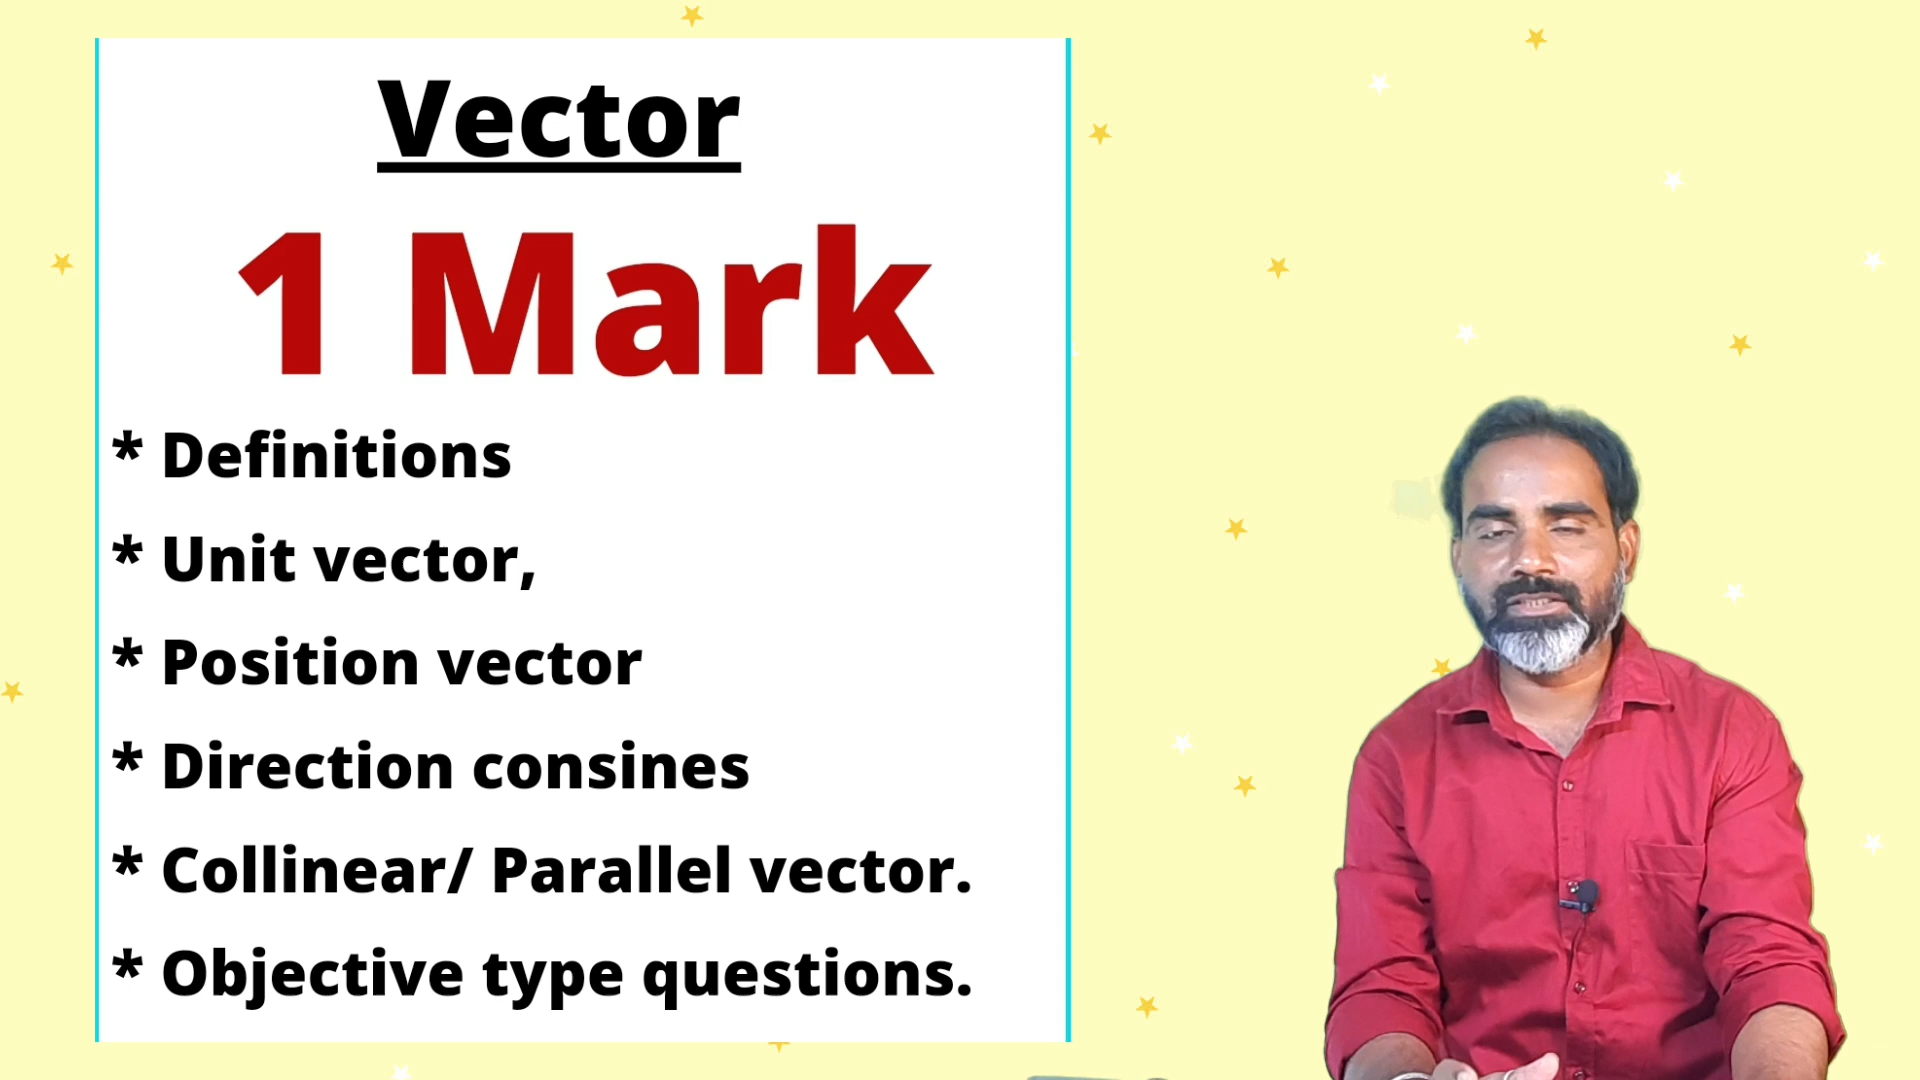 Vector
1 Mark
* Definitions
* Unit vector,
* Position vector
* Direction consines
* Collinear/ Parallel vector.
* Objective type questions.